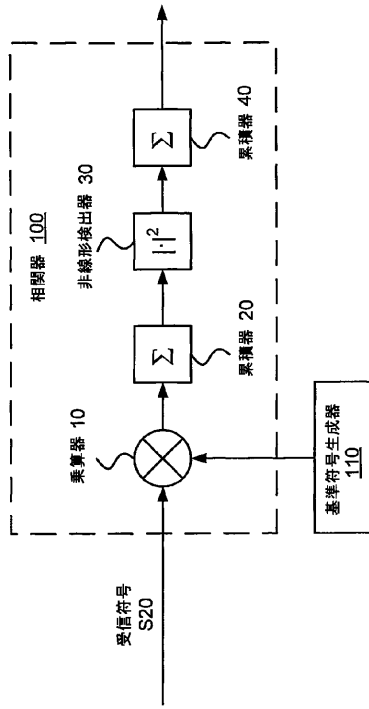 相関器 100
乗算器 10
Σ
累積器 20
非線形検出器 30
|·|²
Σ
累積器 40
受信符号
S20
基準符号生成器
110